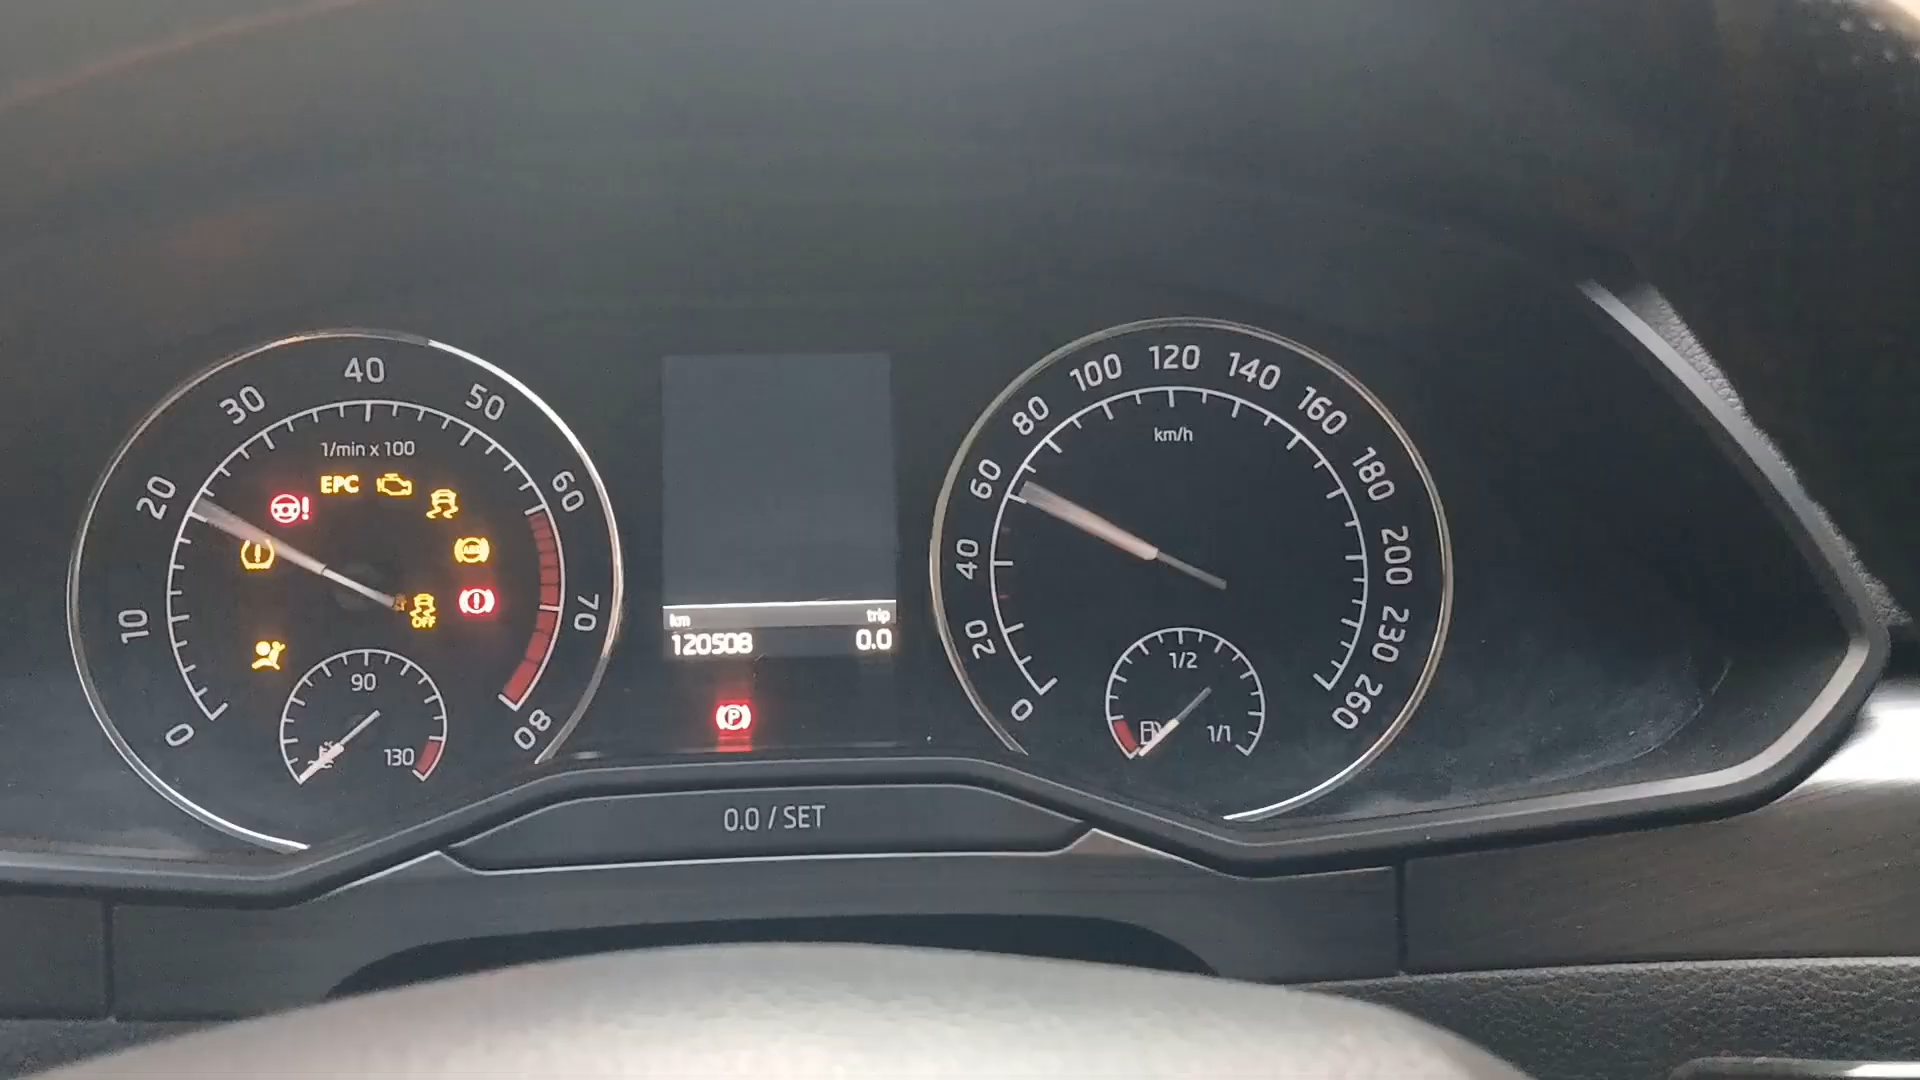 0 10 20 30 40 50 60 70 80
1/min x 100
EPC
ABS
OFF
90
130
km trip
120508 0.0
P
0 20 40 60 80 100 120 140 160 180 200 230 260
km/h
1/2
1/1
0.0 / SET